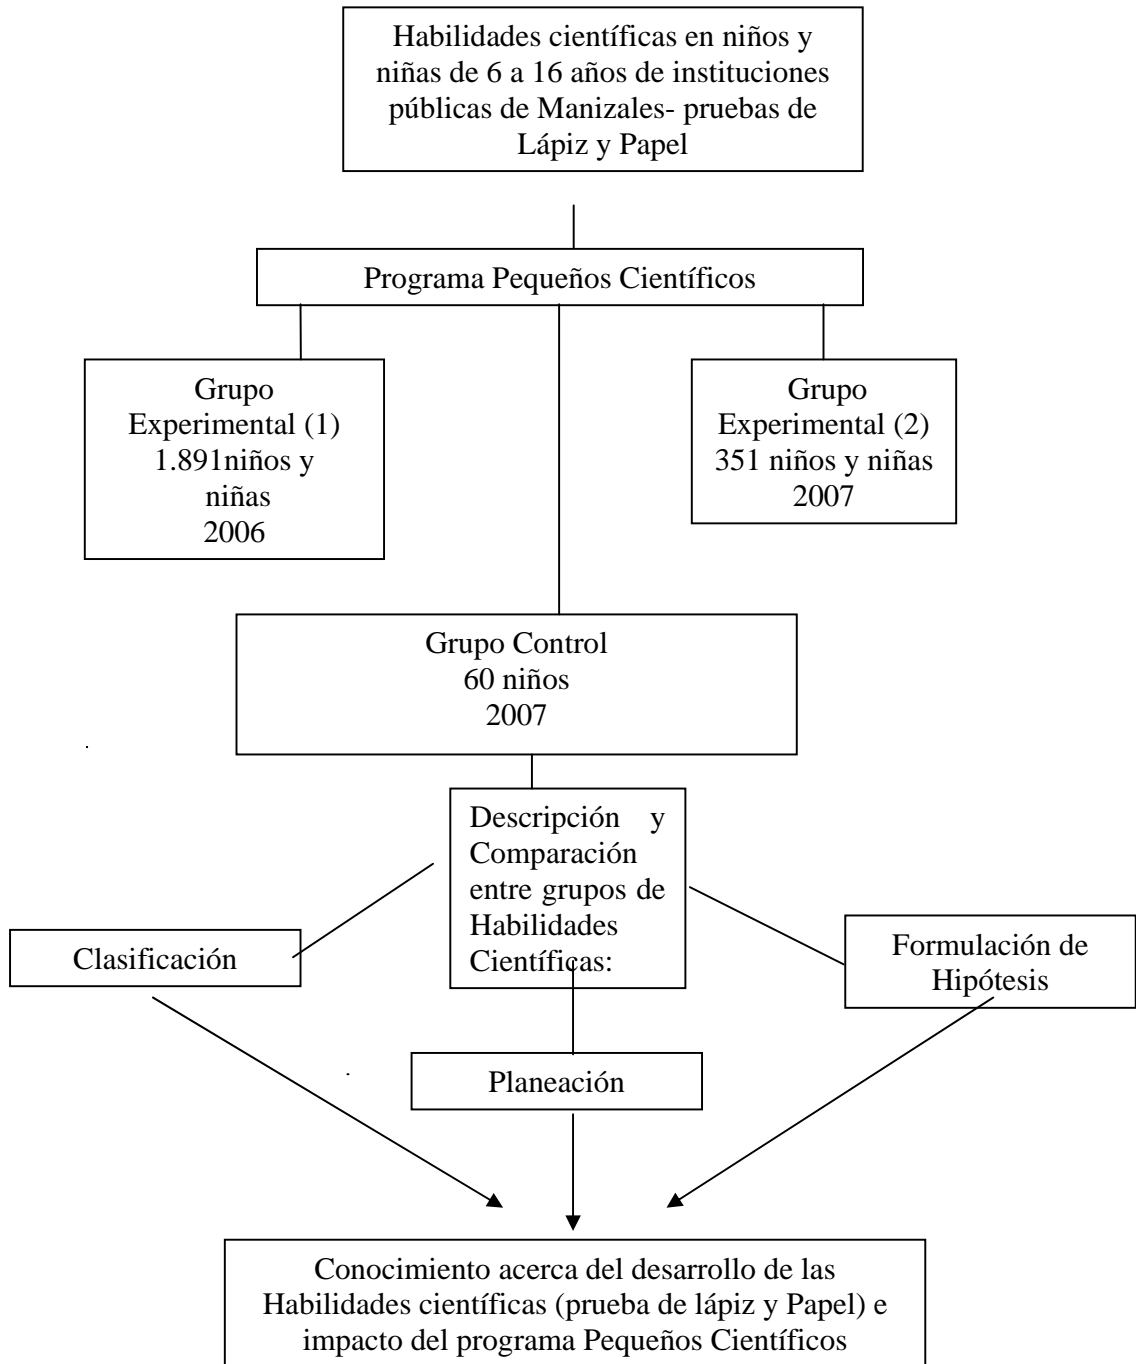 Habilidades científicas en niños y
niñas de 6 a 16 años de instituciones
públicas de Manizales- pruebas de
Lápiz y Papel
Programa Pequeños Científicos
Grupo
Experimental (1)
1.891niños y
niñas
2006
Grupo
Experimental (2)
351 niños y niñas
2007
Grupo Control
60 niños
2007
Descripción y
Comparación
entre grupos de
Habilidades
Científicas:
Clasificación
Formulación de
Hipótesis
Planeación
Conocimiento acerca del desarrollo de las
Habilidades científicas (prueba de lápiz y Papel) e
impacto del programa Pequeños Científicos